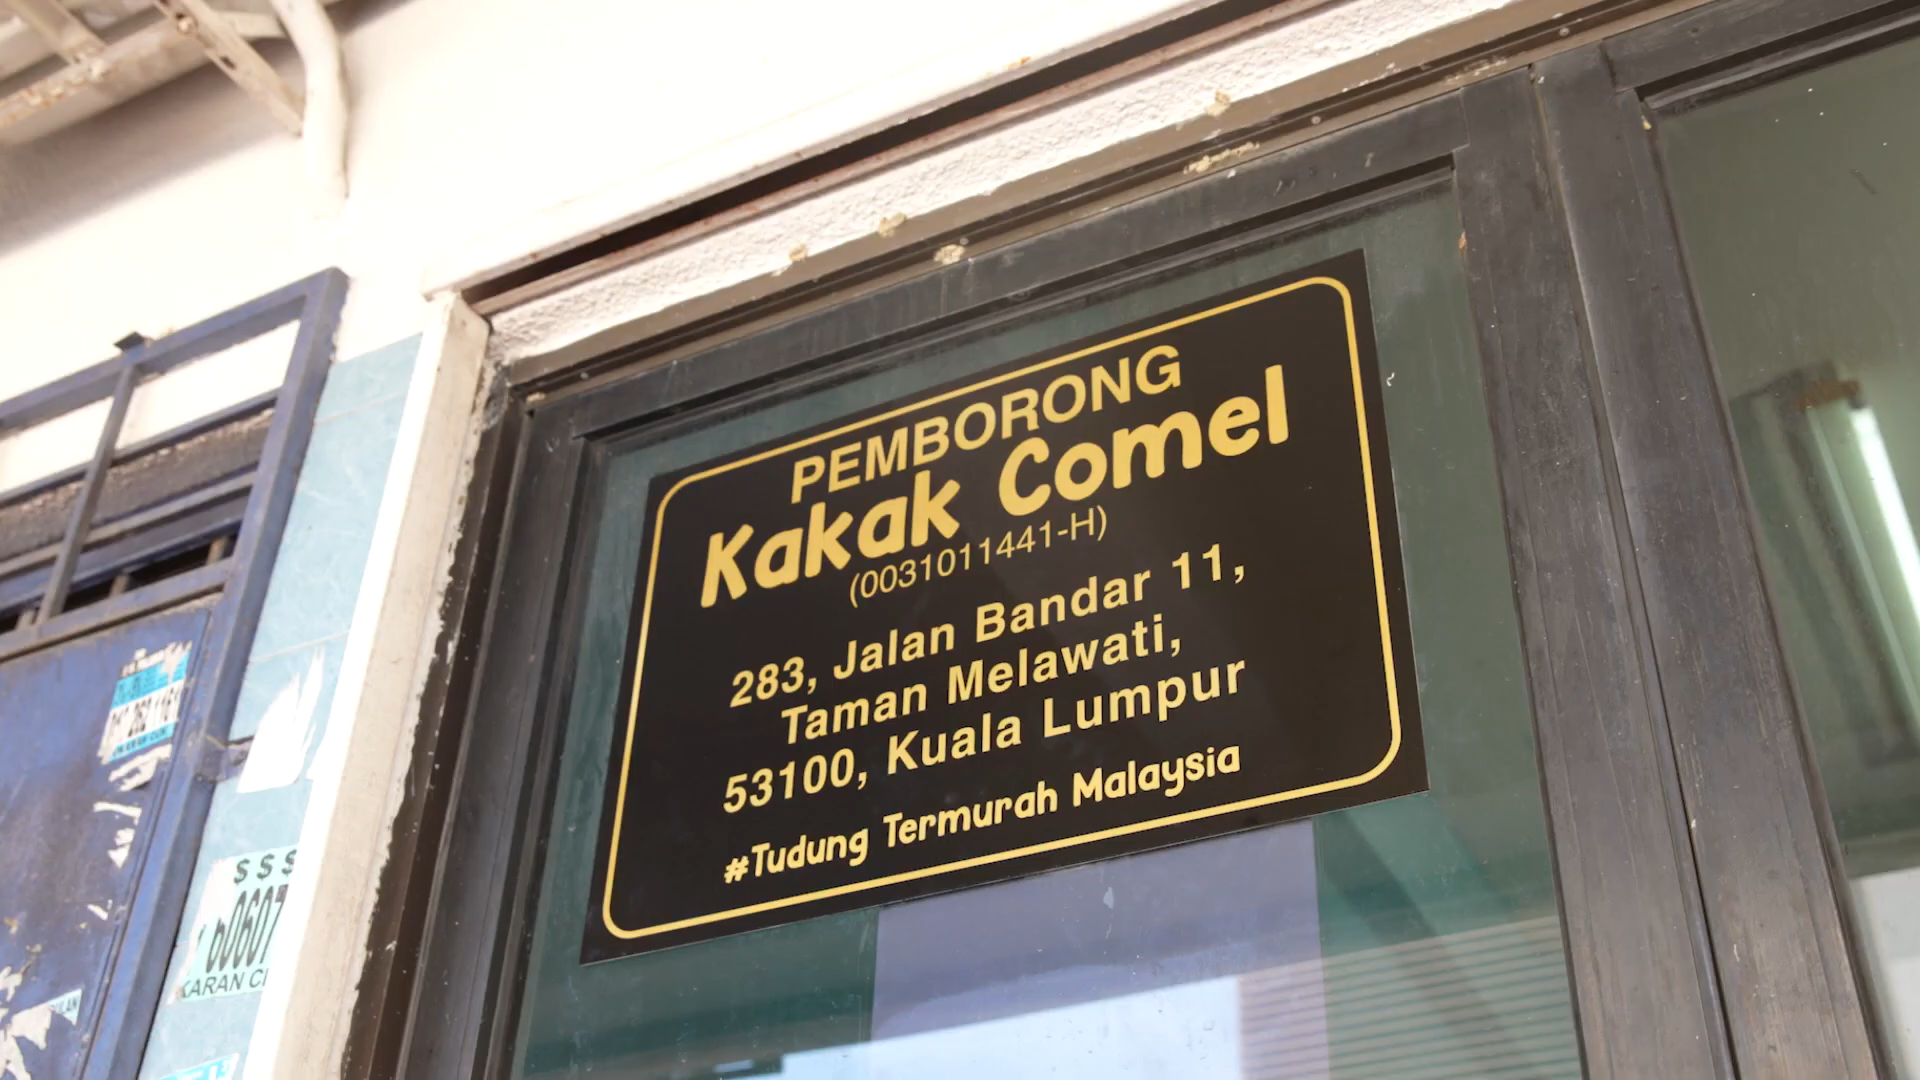 PEMBORONG
Kakak Comel
(0031011441-H)
283, Jalan Bandar 11,
Taman Melawati,
53100, Kuala Lumpur
#Tudung Termurah Malaysia
S S S